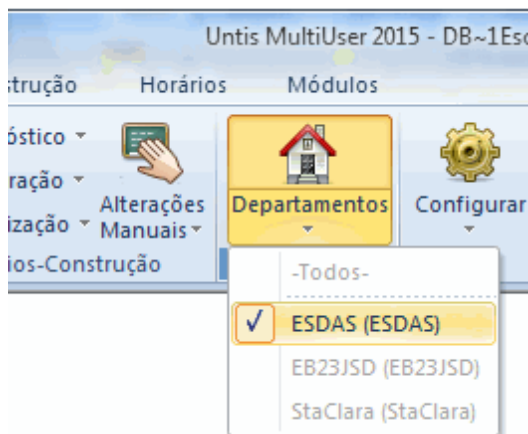 Untis MultiUser 2015 - DB~1Esc
strução Horários Módulos
óstico
ração
ização
Alterações
Manuais
Departamentos
Configurar
ios-Construção
-Todos-
ESDAS (ESDAS)
EB23JSD (EB23JSD)
StaClara (StaClara)